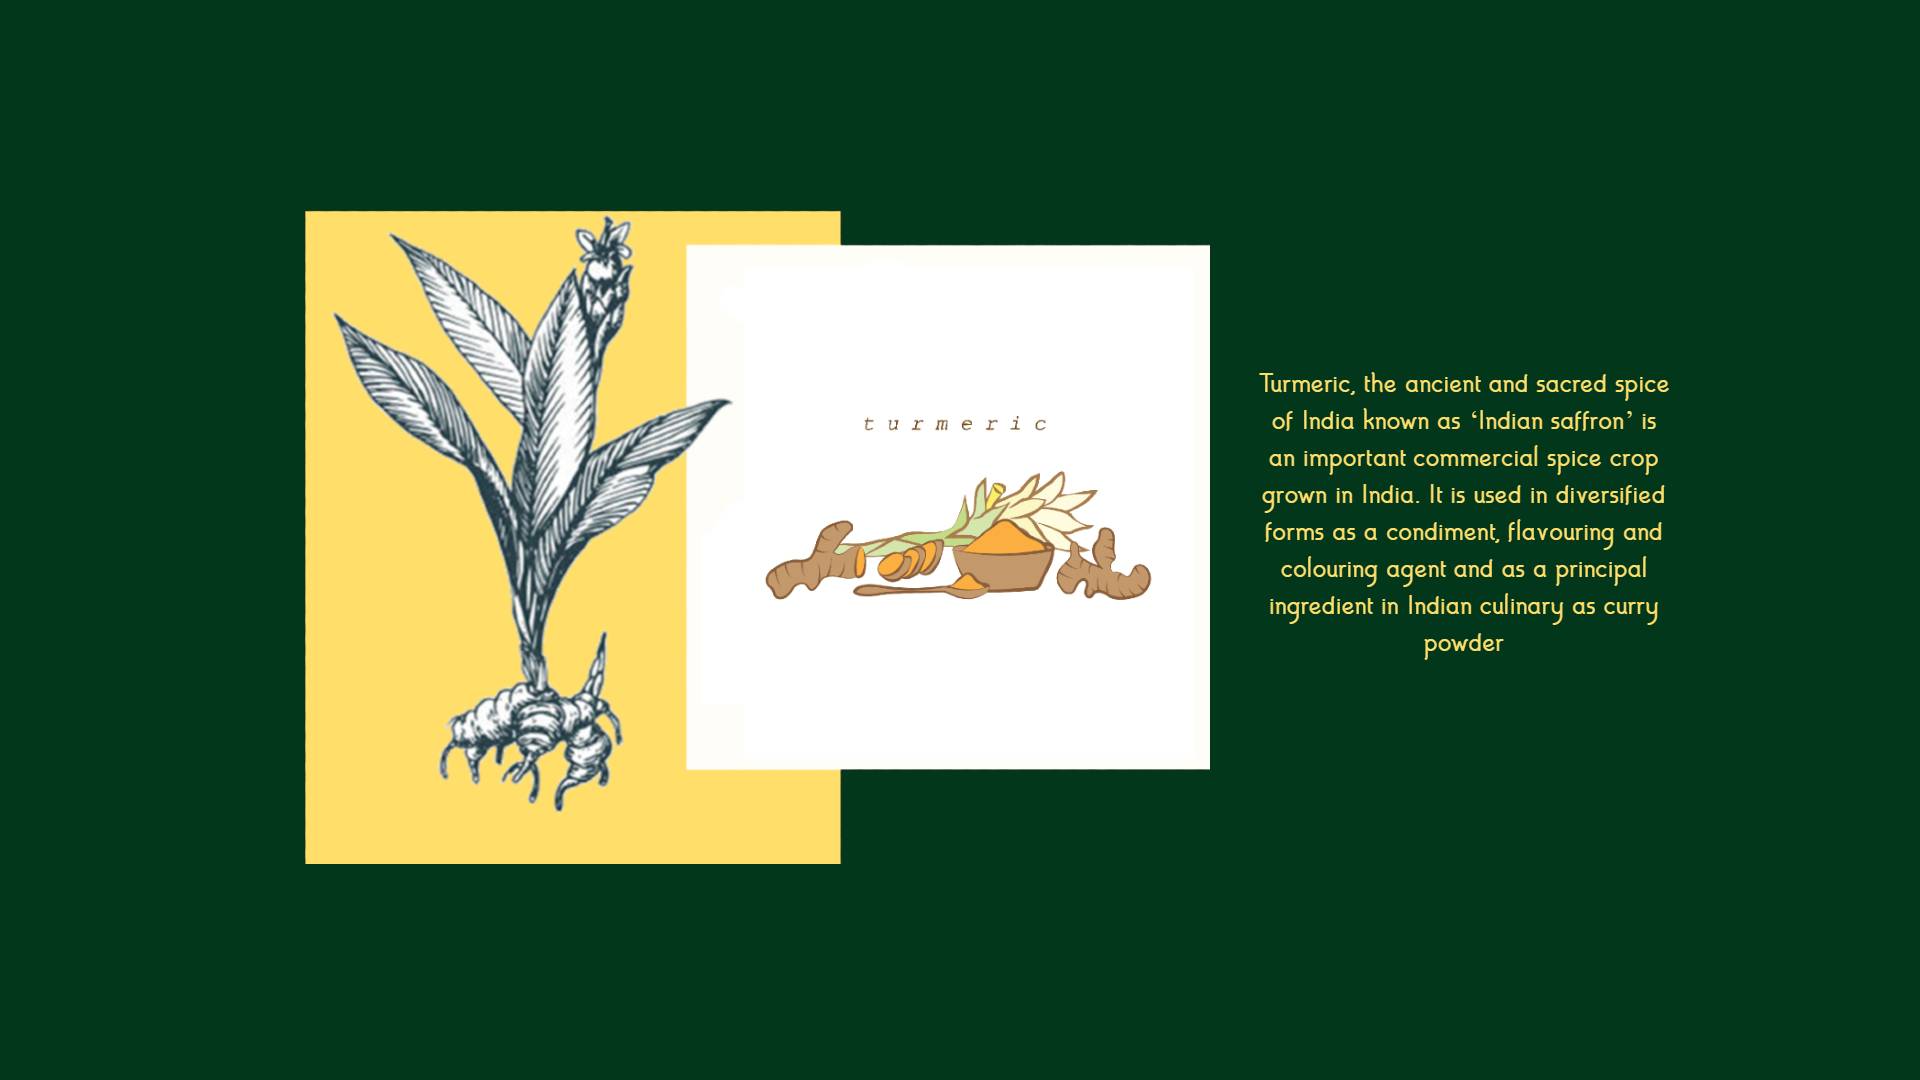 turmeric
Turmeric, the ancient and sacred spice
of India known as ‘Indian saffron’ is
an important commercial spice crop
grown in India. It is used in diversified
forms as a condiment, flavouring and
colouring agent and as a principal
ingredient in Indian culinary as curry
powder